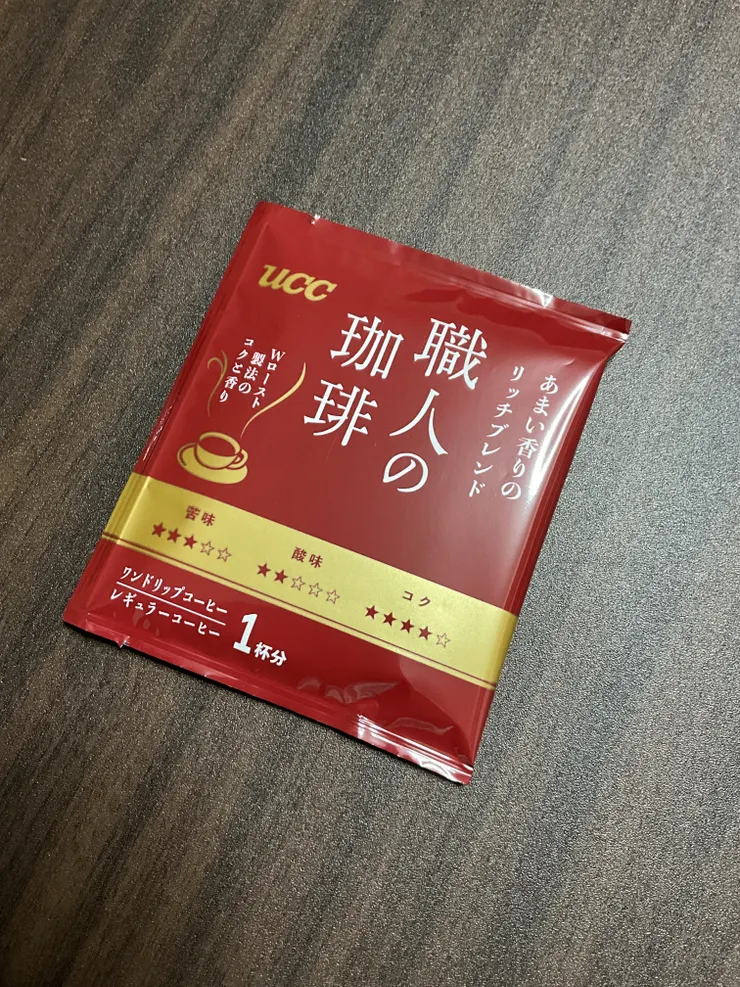 UCC
あまい香りの
リッチブレンド
職人の
珈琲
Wロースト
製法の
コクと香り
苦味
★★★☆☆
酸味
★★☆☆☆
コク
★★★★☆
ワンドリップコーヒー
レギュラーコーヒー
1杯分